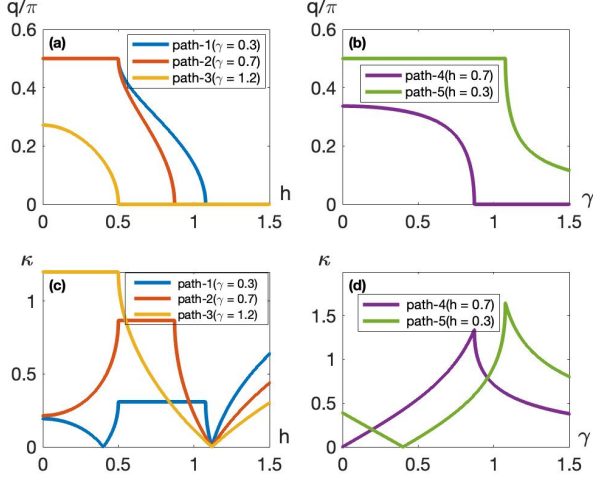 q/π
(a)
path-1(γ = 0.3)
path-2(γ = 0.7)
path-3(γ = 1.2)
0.6
0.4
0.2
0
0
0.5
1
1.5
h
q/π
(b)
path-4(h = 0.7)
path-5(h = 0.3)
0.6
0.4
0.2
0
0
0.5
1
1.5
γ
κ
(c)
path-1(γ = 0.3)
path-2(γ = 0.7)
path-3(γ = 1.2)
1
0.5
0
0
0.5
1
1.5
h
κ
(d)
path-4(h = 0.7)
path-5(h = 0.3)
1.5
1
0.5
0
0
0.5
1
1.5
γ